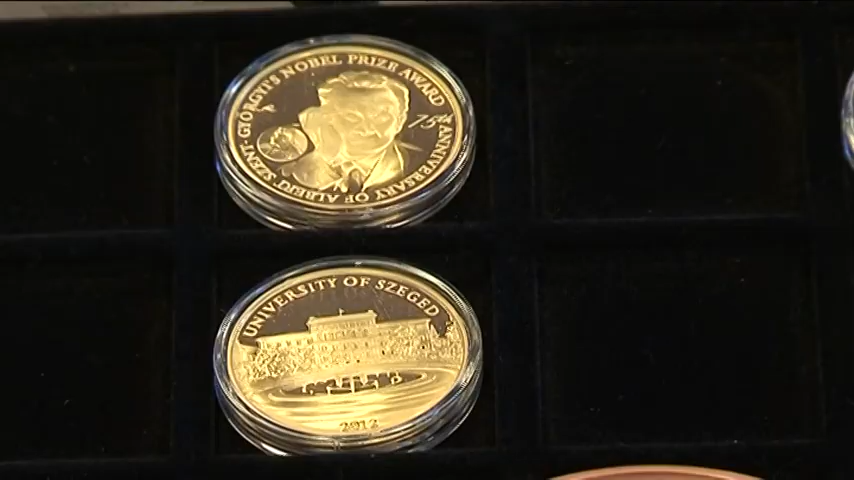 75th ANNIVERSARY OF ALBERT SZENT-GYÖRGYI'S NOBEL PRIZE AWARD
UNIVERSITY OF SZEGED
2012